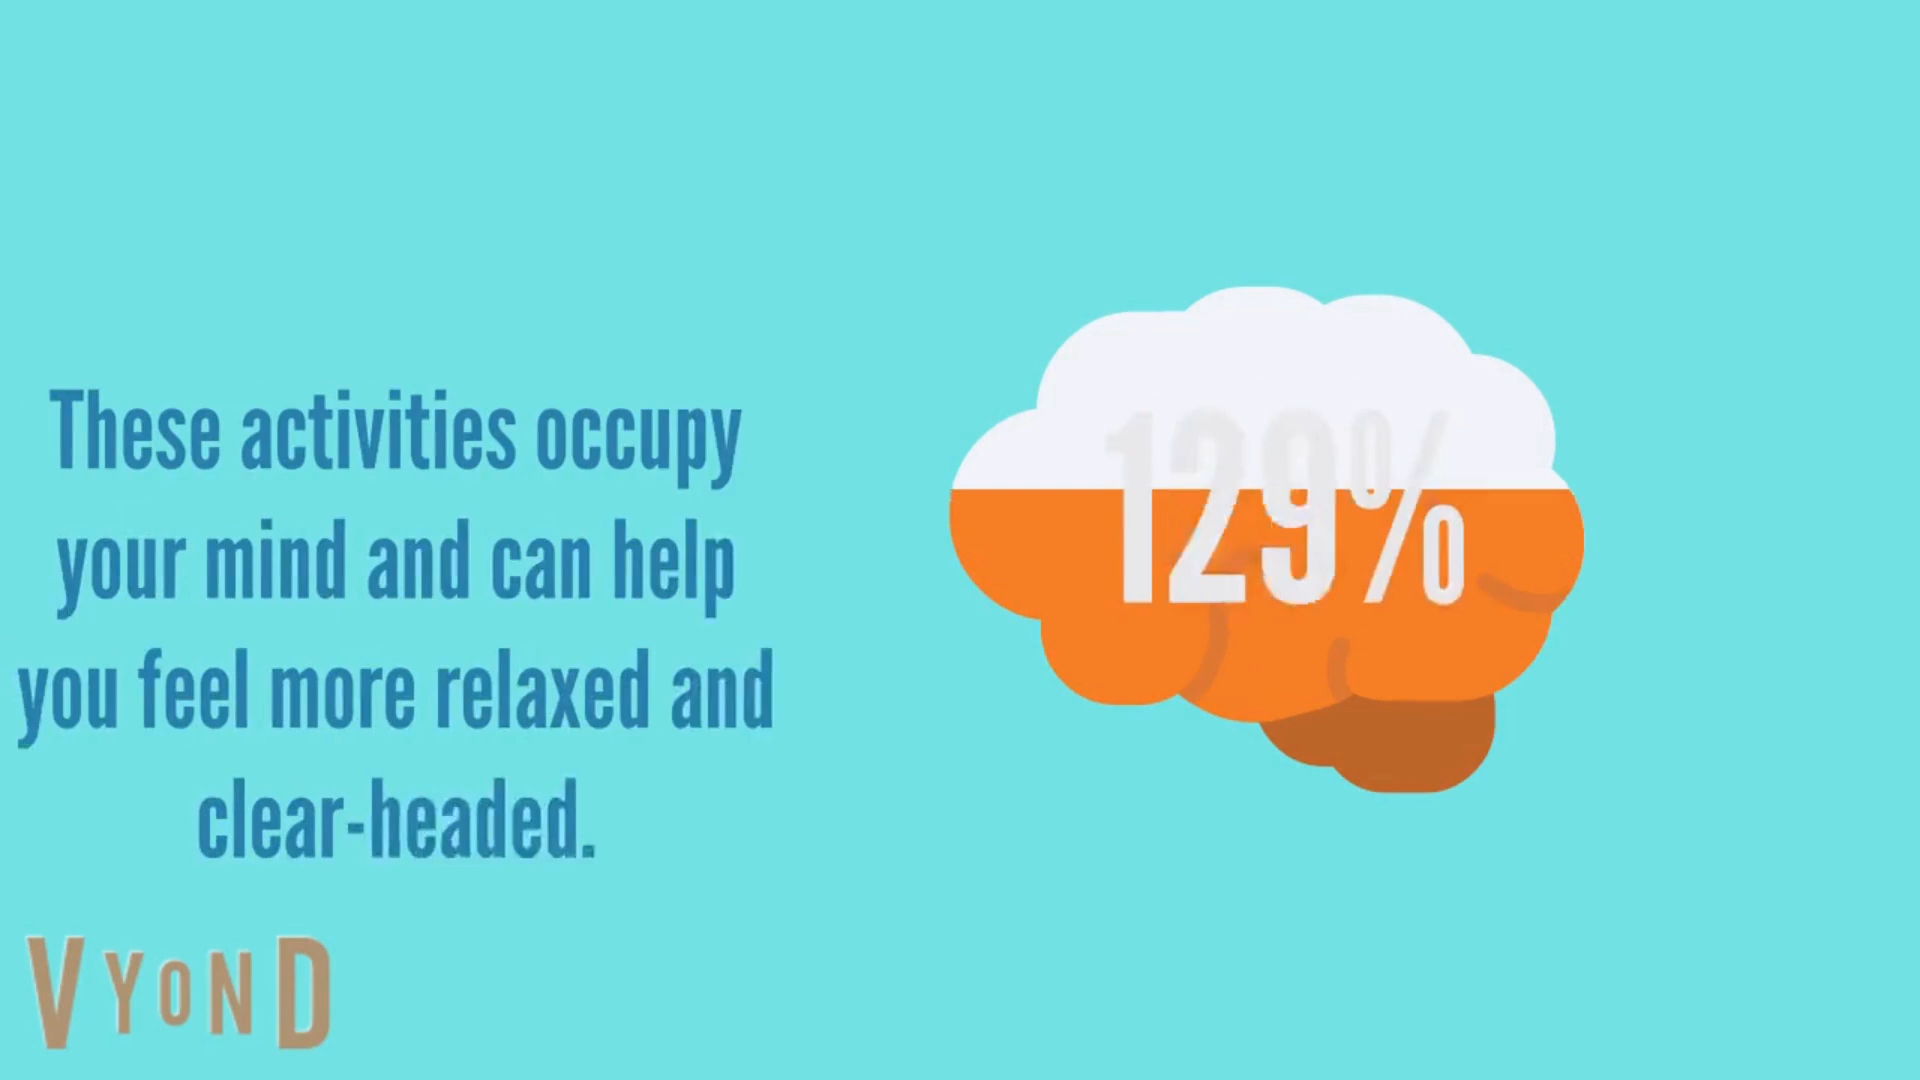 These activities occupy
your mind and can help
you feel more relaxed and
clear-headed.
129%
VYOND